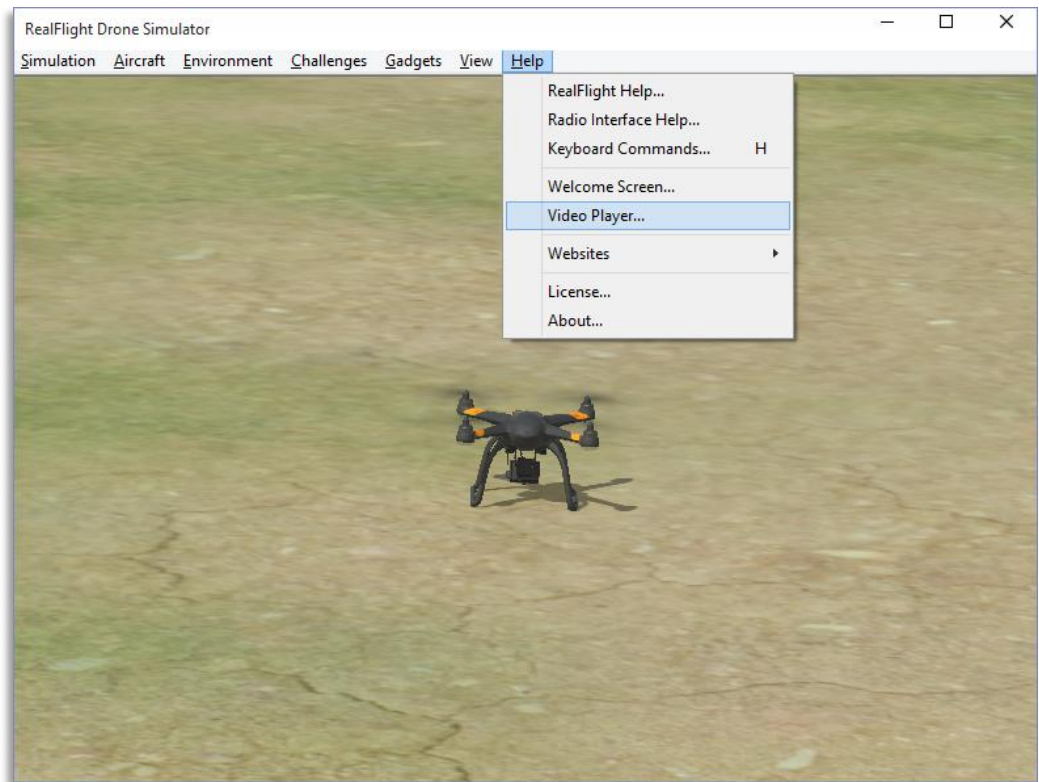 RealFlight Drone Simulator
Simulation Aircraft Environment Challenges Gadgets View Help
RealFlight Help...
Radio Interface Help...
Keyboard Commands... H
Welcome Screen...
Video Player...
Websites
License...
About...